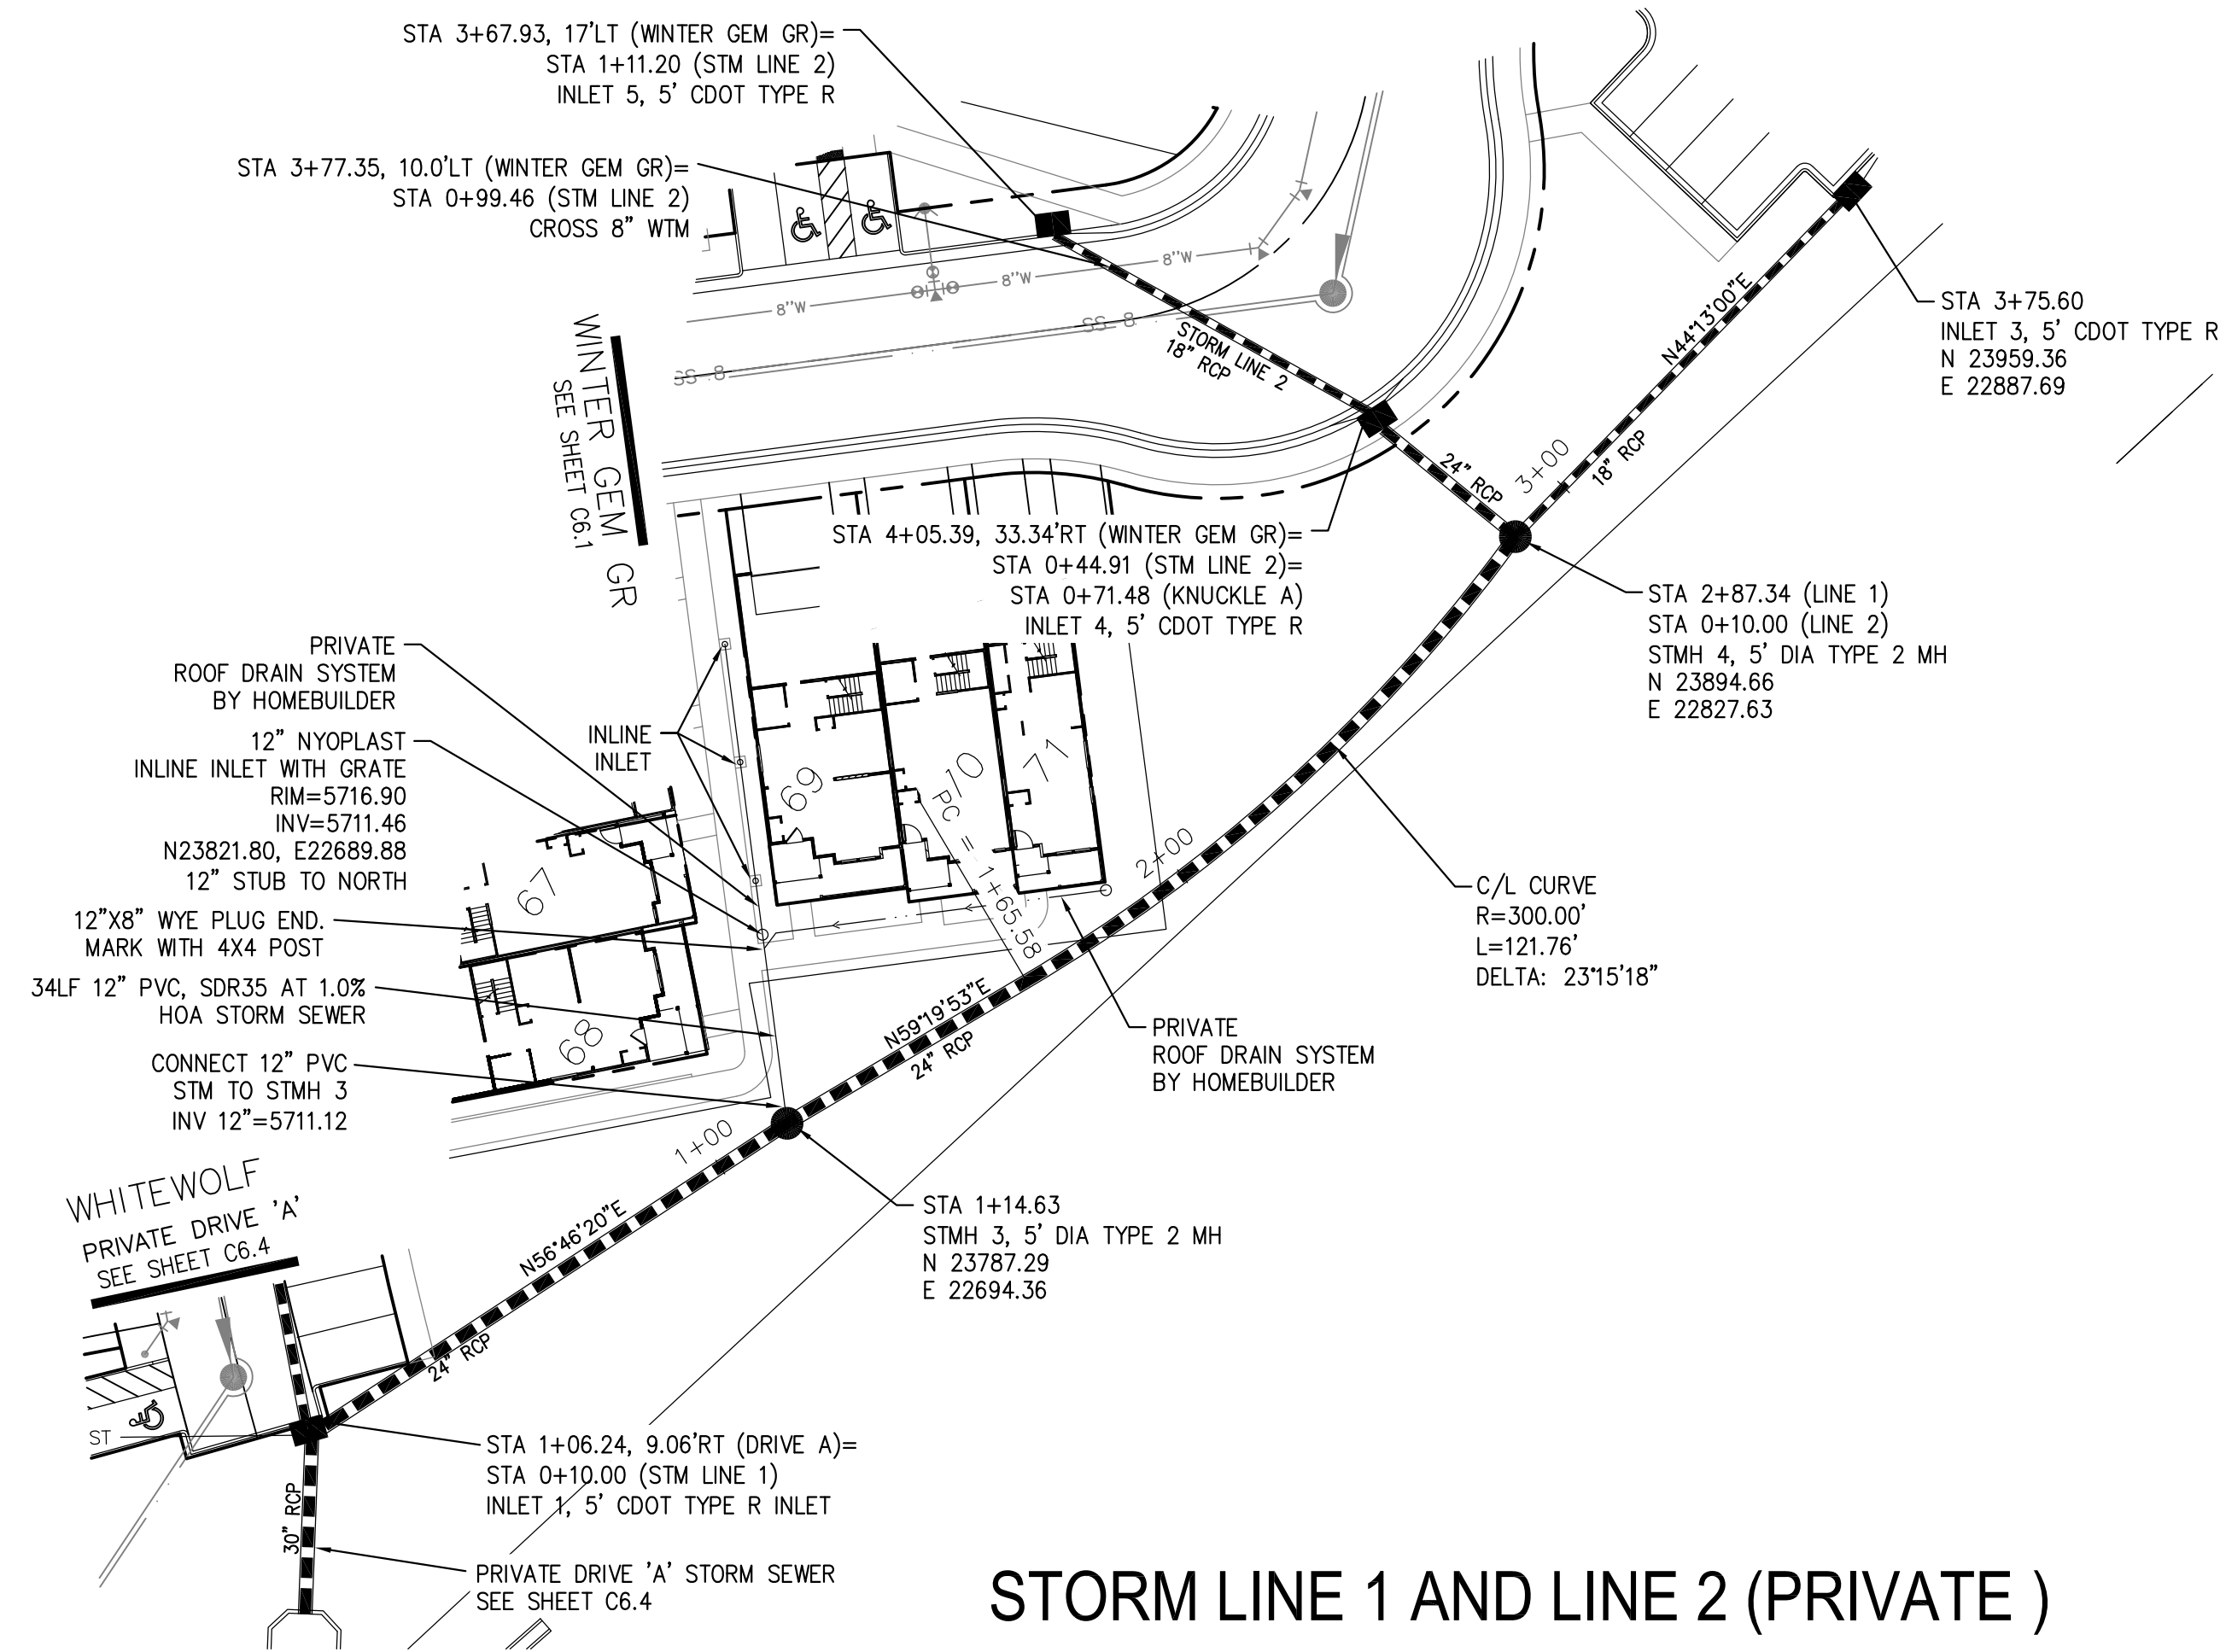 STA 3+67.93, 17'LT (WINTER GEM GR)=
STA 1+11.20 (STM LINE 2)
INLET 5, 5' CDOT TYPE R
STA 3+77.35, 10.0'LT (WINTER GEM GR)=
STA 0+99.46 (STM LINE 2)
CROSS 8" WTM
8"W
8"W
8"W
SS 8
SS 8
STORM LINE 2
18" RCP
WINTER GEM GR
SEE SHEET C6.1
N44°13'00"E
18" RCP
STA 3+75.60
INLET 3, 5' CDOT TYPE R
N 23959.36
E 22887.69
24" RCP
3+00
STA 4+05.39, 33.34'RT (WINTER GEM GR)=
STA 0+44.91 (STM LINE 2)=
STA 0+71.48 (KNUCKLE A)
INLET 4, 5' CDOT TYPE R
STA 2+87.34 (LINE 1)
STA 0+10.00 (LINE 2)
STMH 4, 5' DIA TYPE 2 MH
N 23894.66
E 22827.63
PRIVATE
ROOF DRAIN SYSTEM
BY HOMEBUILDER
INLINE
INLET
12" NYOPLAST
INLINE INLET WITH GRATE
RIM=5716.90
INV=5711.46
N23821.80, E22689.88
12" STUB TO NORTH
12"X8" WYE PLUG END.
MARK WITH 4X4 POST
34LF 12" PVC, SDR35 AT 1.0%
HOA STORM SEWER
CONNECT 12" PVC
STM TO STMH 3
INV 12"=5711.12
67
68
69
70
71
PC = 1+65.58
2+00
C/L CURVE
R=300.00'
L=121.76'
DELTA: 23°15'18"
N59°19'53"E
24" RCP
PRIVATE
ROOF DRAIN SYSTEM
BY HOMEBUILDER
1+00
STA 1+14.63
STMH 3, 5' DIA TYPE 2 MH
N 23787.29
E 22694.36
WHITEWOLF
PRIVATE DRIVE 'A'
SEE SHEET C6.4
N56°46'20"E
24" RCP
ST
STA 1+06.24, 9.06'RT (DRIVE A)=
STA 0+10.00 (STM LINE 1)
INLET 1, 5' CDOT TYPE R INLET
30" RCP
PRIVATE DRIVE 'A' STORM SEWER
SEE SHEET C6.4
STORM LINE 1 AND LINE 2 (PRIVATE )